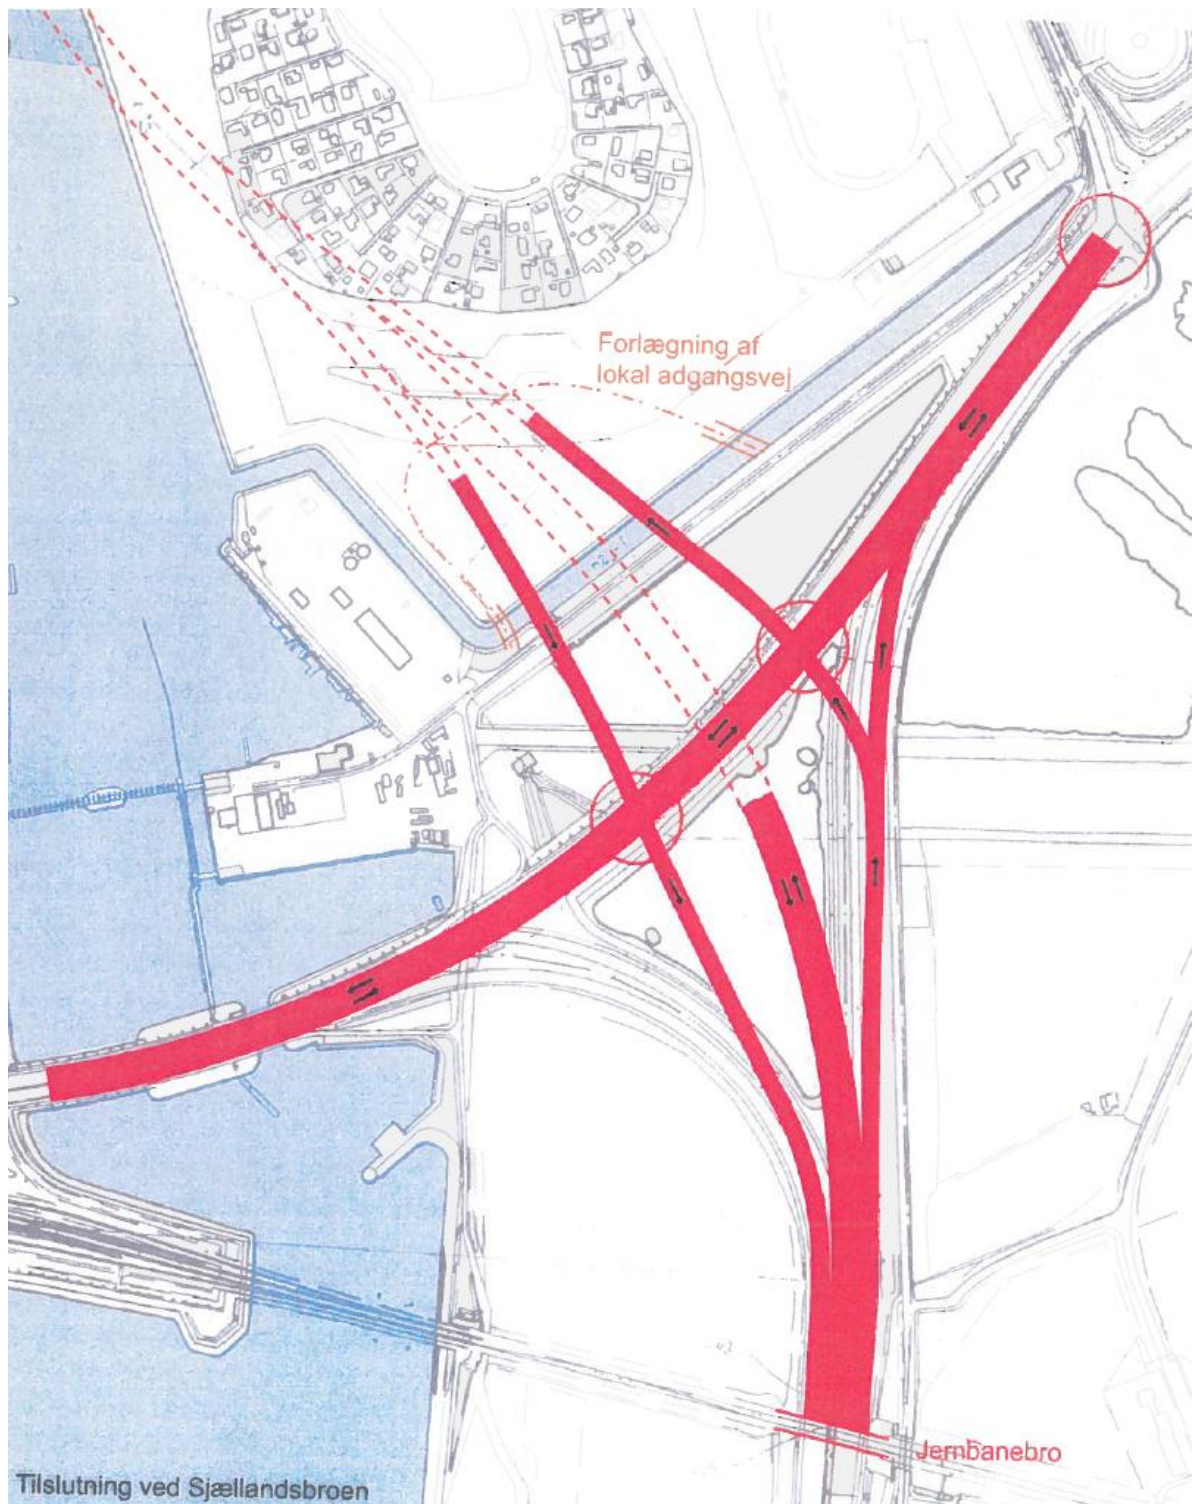 Forlægning af
lokal adgangsvej
Jernbanebro
Tilslutning ved Sjællandsbroen